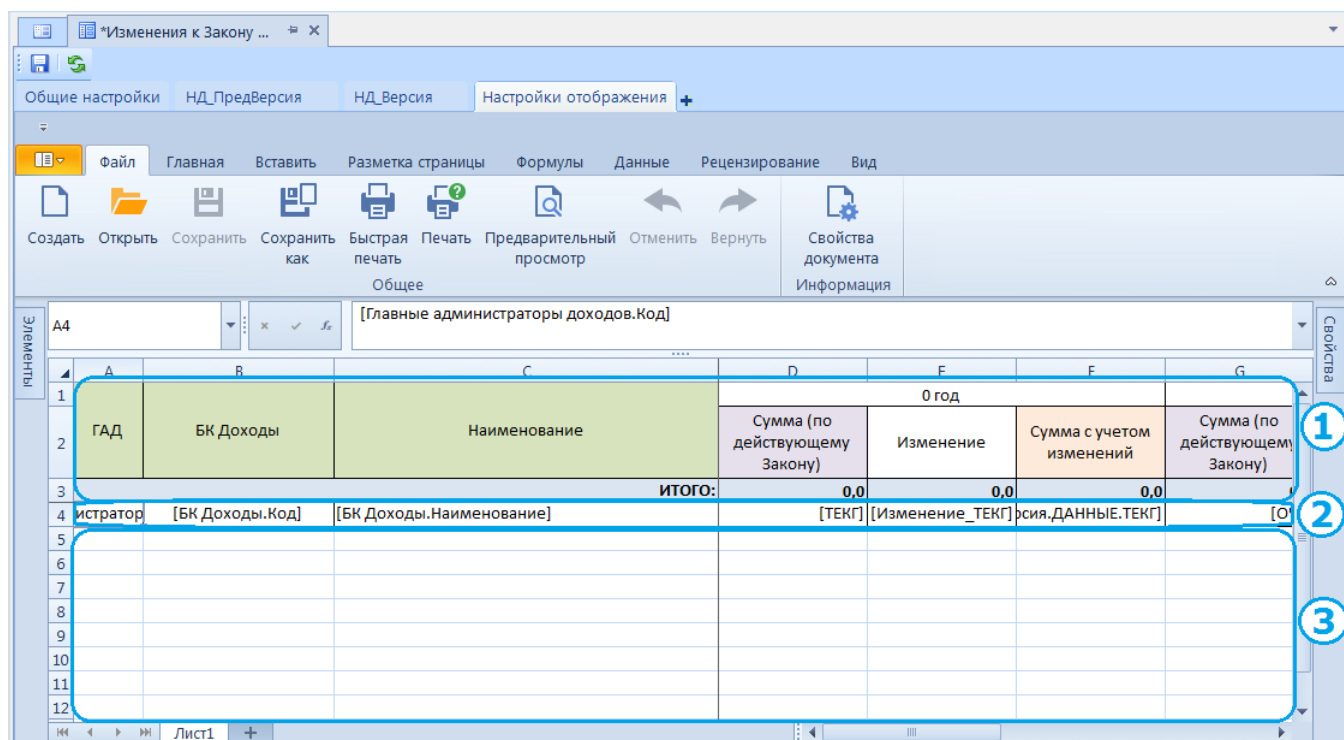 *Изменения к Закону ...
Общие настройки НД_ПредВерсия НД_Версия Настройки отображения
Файл Главная Вставить Разметка страницы Формулы Данные Рецензирование Вид
Создать Открыть Сохранить Сохранить как Быстрая печать Печать Предварительный просмотр Отменить Вернуть Свойства документа
Общее Информация
Элементы
A4
fx
[Главные администраторы доходов.Код]
Свойства
A B C D E F G
1 0 год
2 ГАД БК Доходы Наименование Сумма (по действующему Закону) Изменение Сумма с учетом изменений Сумма (по действующему Закону)
1
3 ИТОГО: 0,0 0,0 0,0
4 истратор [БК Доходы.Код] [БК Доходы.Наименование] [ТЕКГ] [Изменение_ТЕКГ] рсия.ДАННЫЕ.ТЕКГ] [ОЧ
2
5
6
7
8
9
3
10
11
12
Лист1